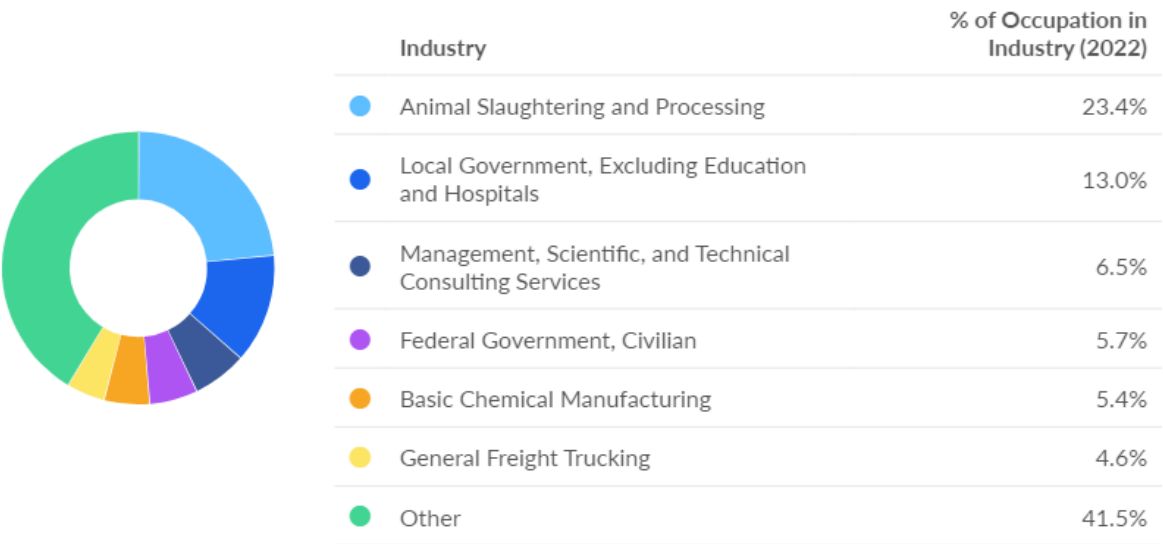 Industry
% of Occupation in
Industry (2022)
Animal Slaughtering and Processing 23.4%
Local Government, Excluding Education
and Hospitals
13.0%
Management, Scientific, and Technical
Consulting Services
6.5%
Federal Government, Civilian 5.7%
Basic Chemical Manufacturing 5.4%
General Freight Trucking 4.6%
Other 41.5%